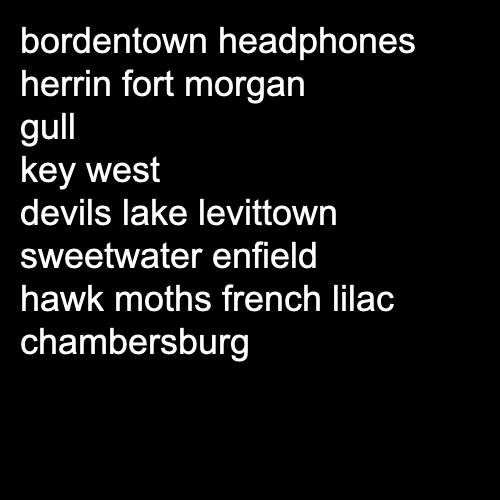 bordentown headphones
herrin fort morgan
gull
key west
devils lake levittown
sweetwater enfield
hawk moths french lilac
chambersburg